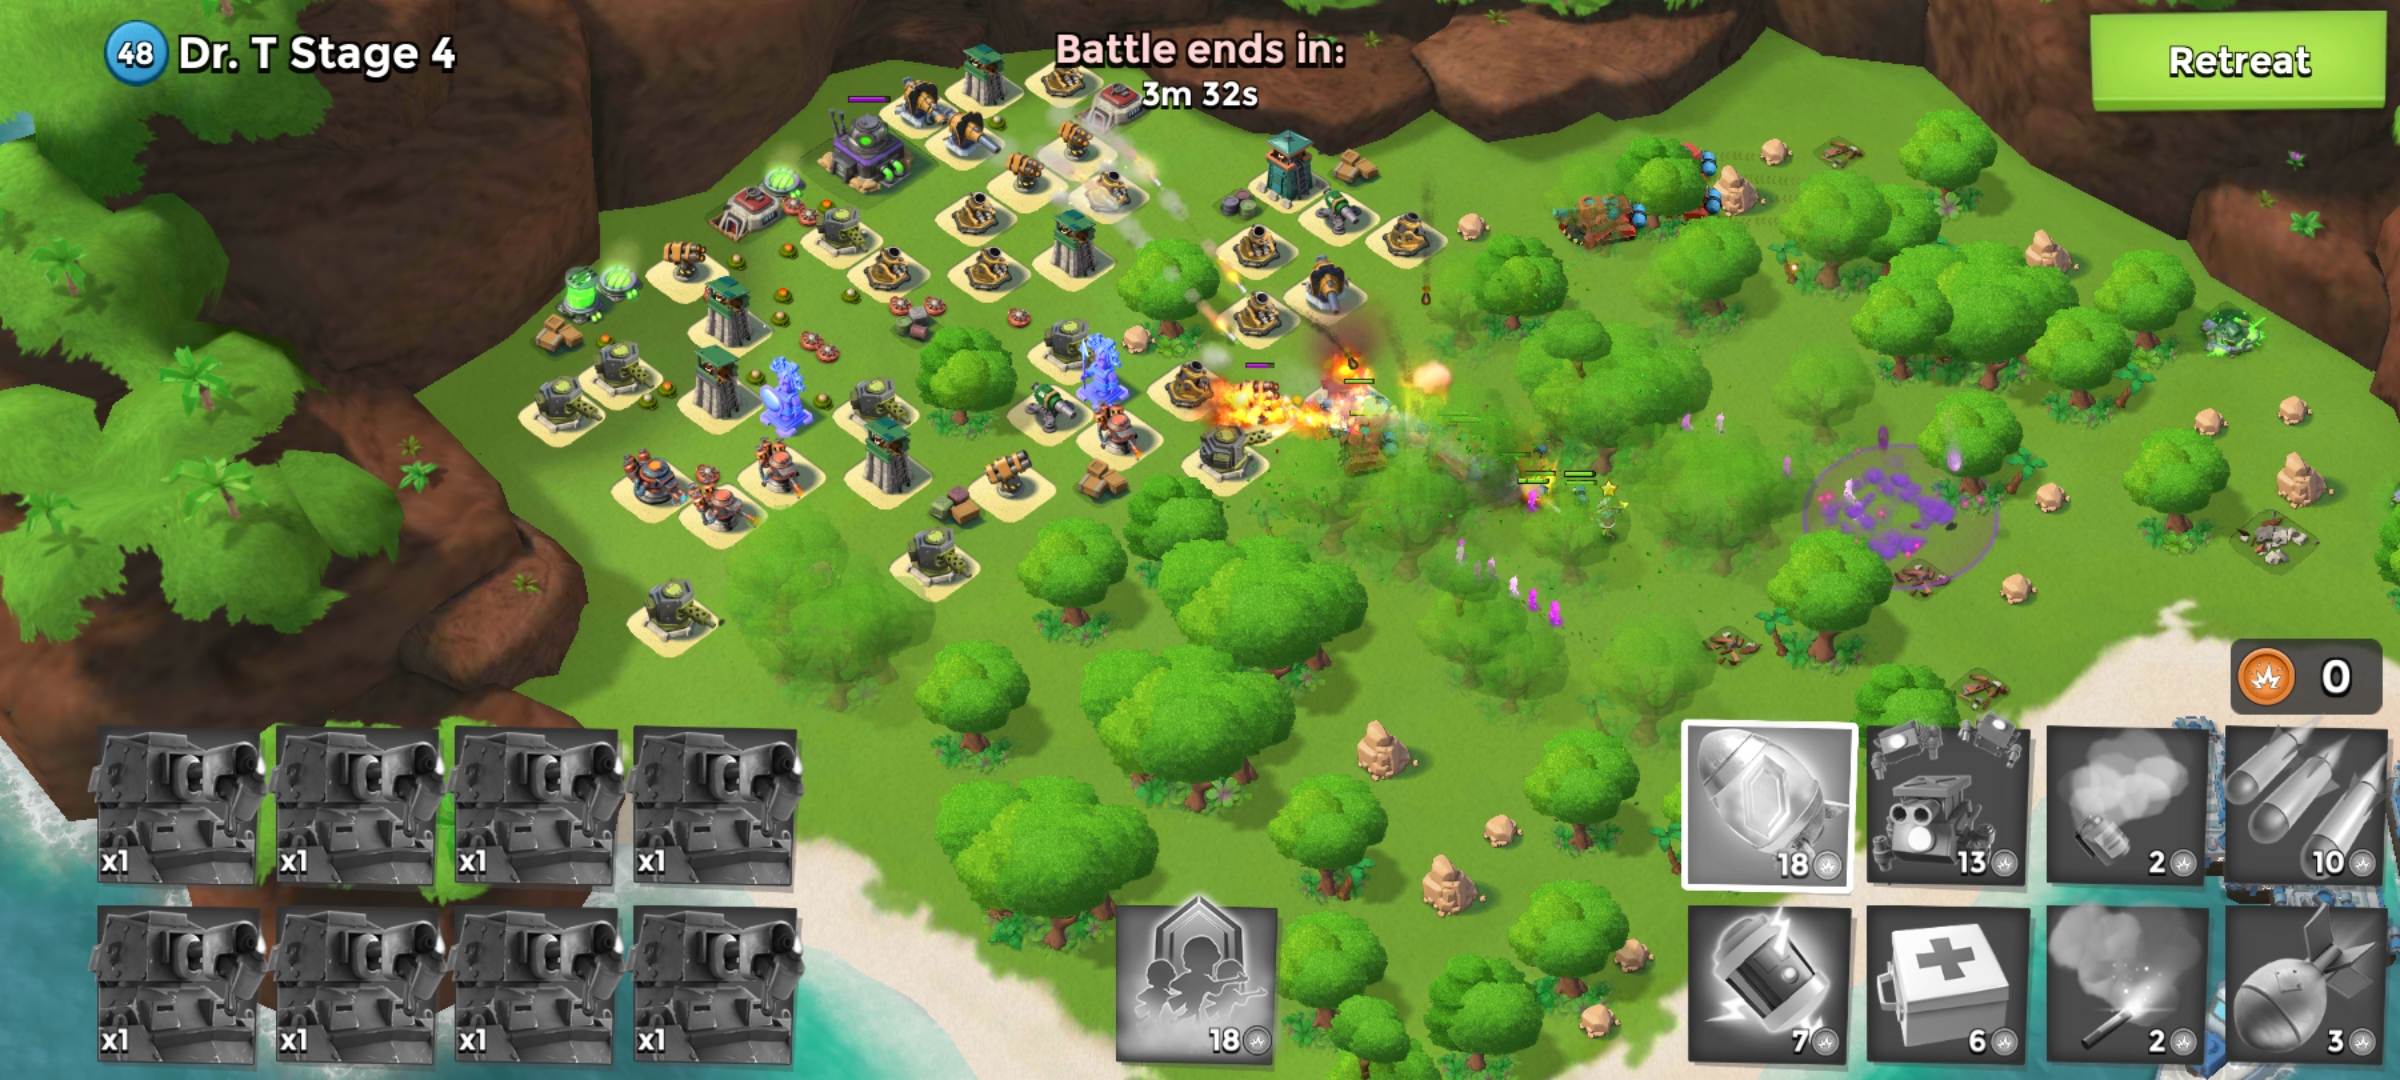 48 Dr. T Stage 4
Battle ends in:
3m 32s
Retreat
0
x1 x1 x1 x1
18 13 2 10
x1 x1 x1 x1
18
7 6 2 3